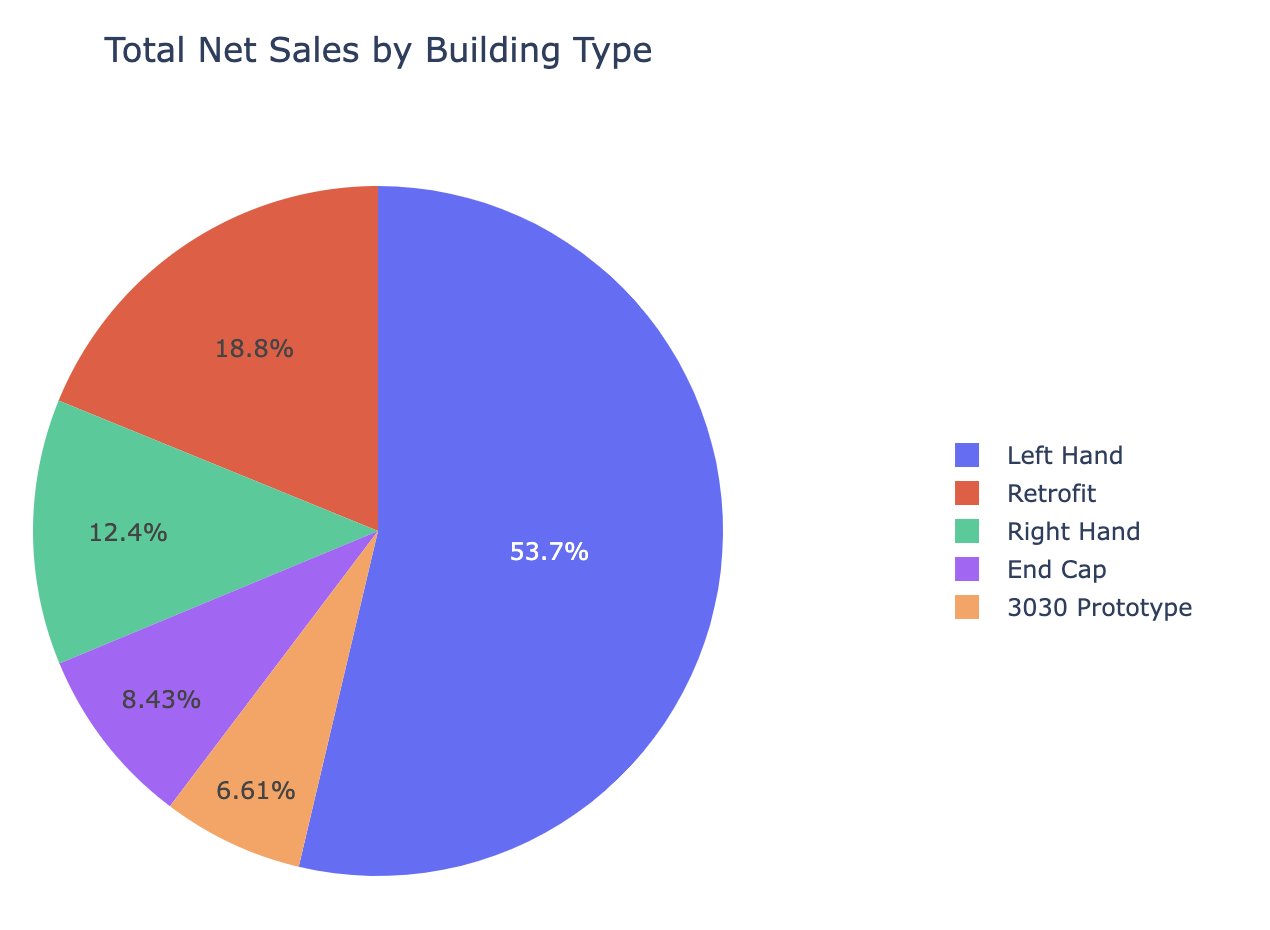 Total Net Sales by Building Type
18.8%
12.4%
53.7%
8.43%
6.61%
Left Hand
Retrofit
Right Hand
End Cap
3030 Prototype